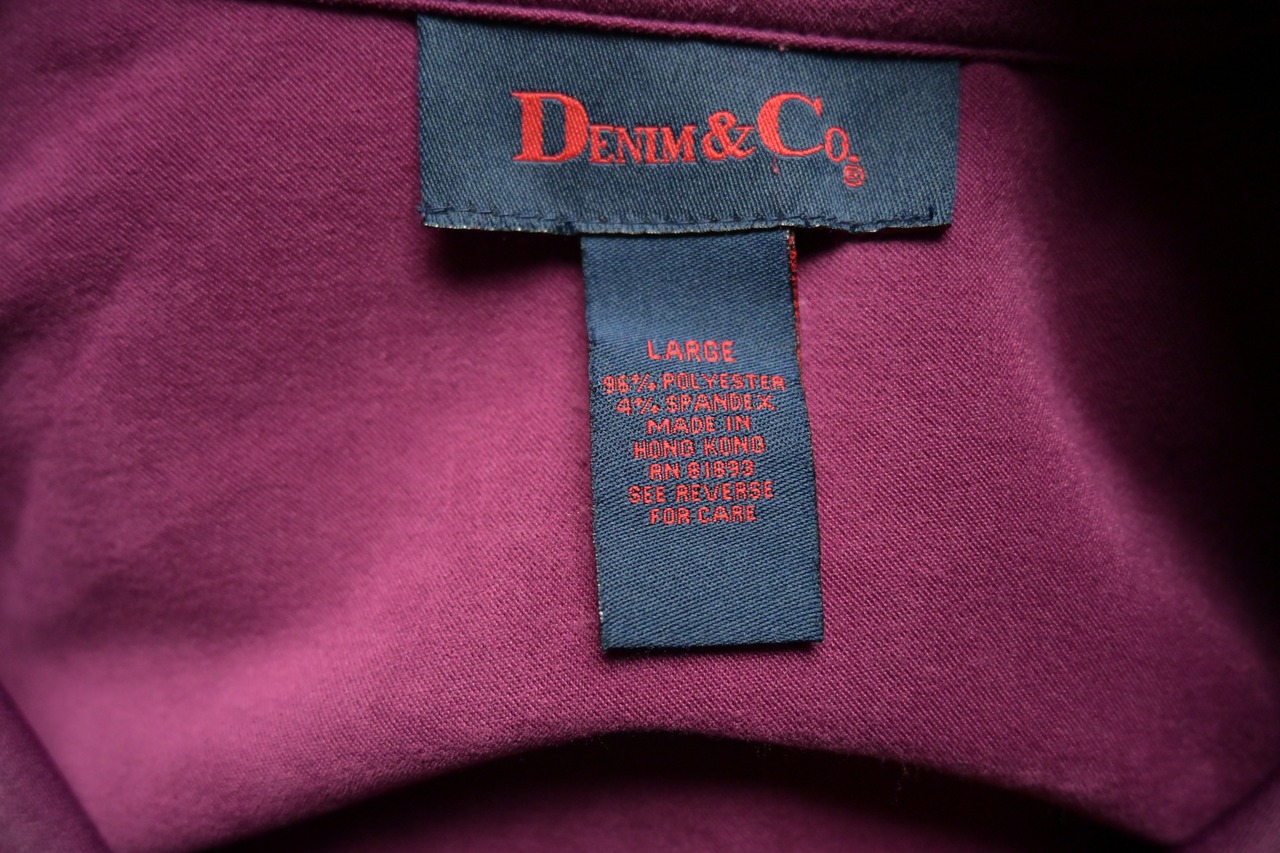 DENIM & CO.®
LARGE
96% POLYESTER
4% SPANDEX
MADE IN
HONG KONG
RN 81893
SEE REVERSE
FOR CARE